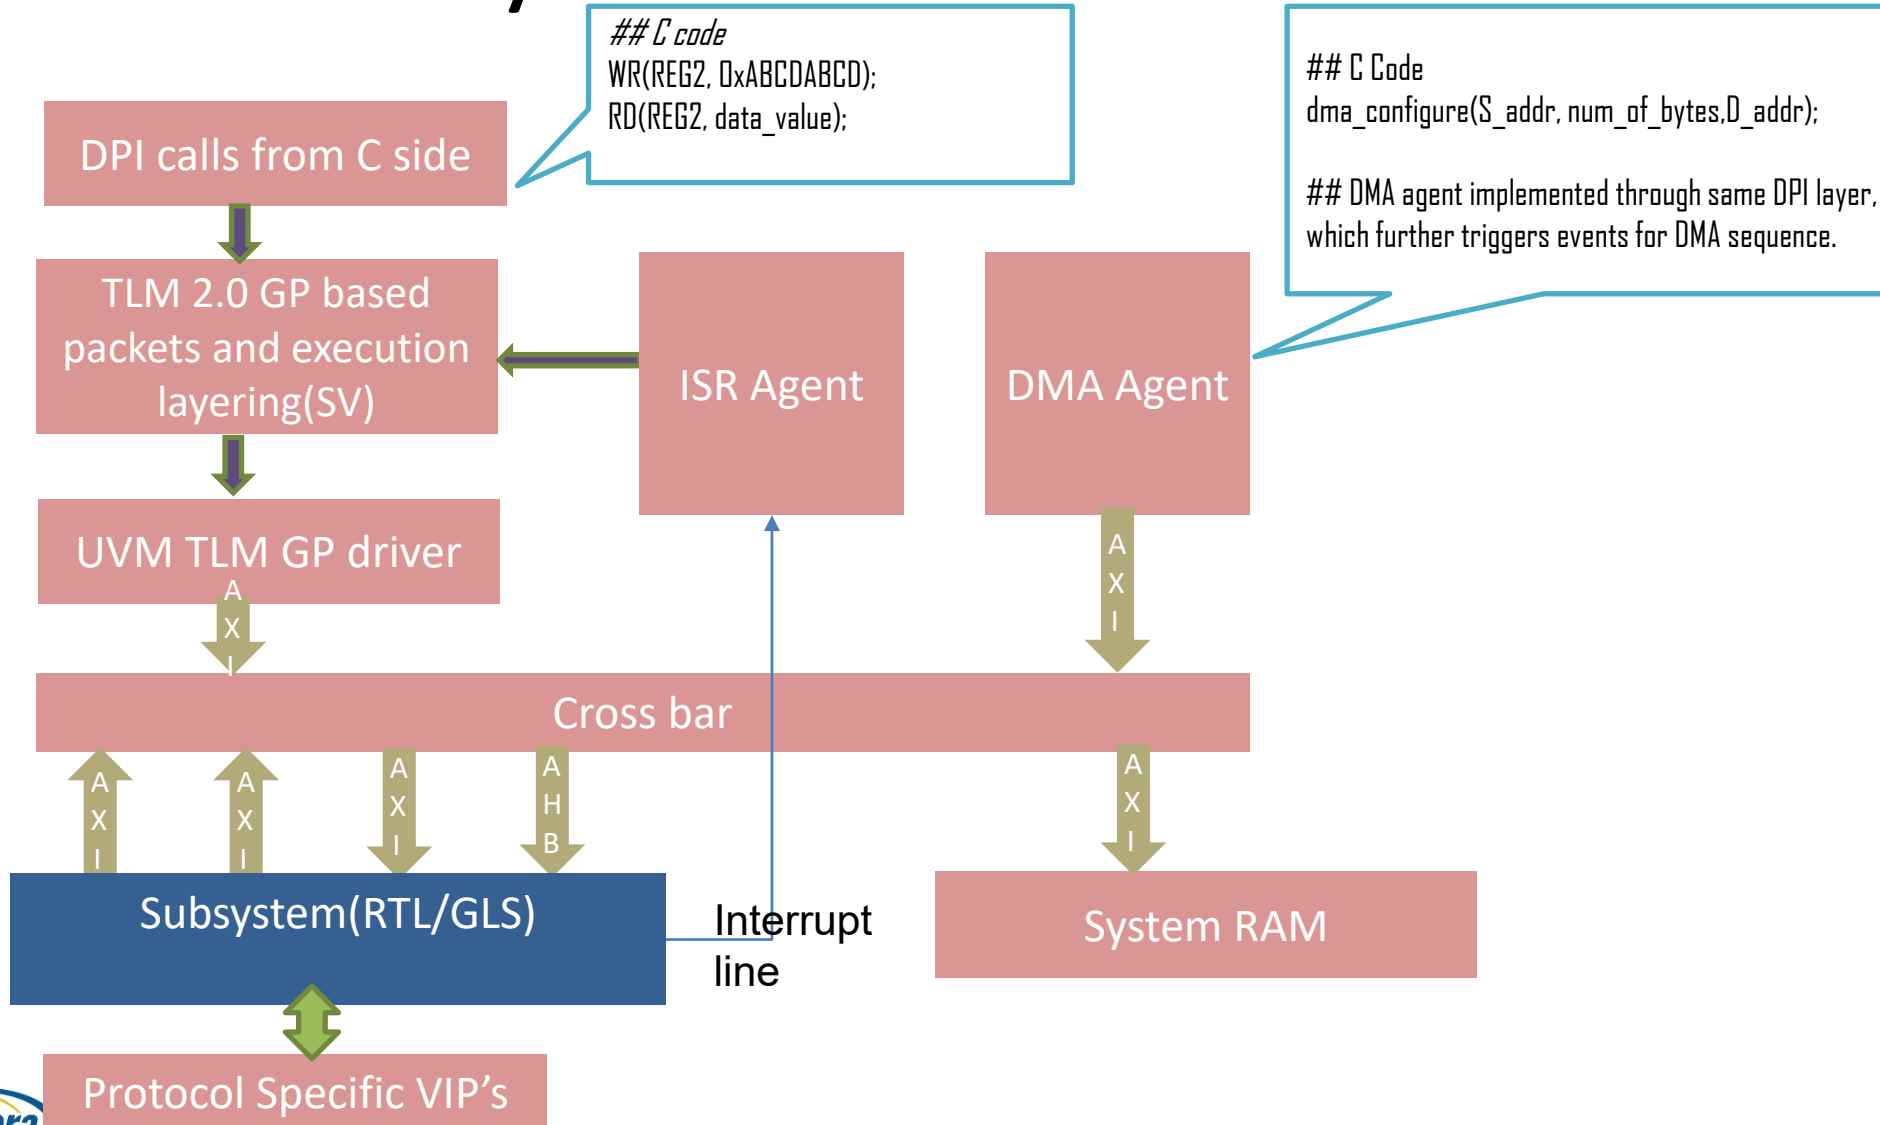 ## C code
WR(REG2, 0xABCDABCD);
RD(REG2, data_value);
## C Code
dma_configure(S_addr, num_of_bytes,D_addr);
## DMA agent implemented through same DPI layer,
which further triggers events for DMA sequence.
DPI calls from C side
TLM 2.0 GP based
packets and execution
layering(SV)
ISR Agent
DMA Agent
UVM TLM GP driver
AXI
AXI
Cross bar
AXI
AXI
AXI
AHB
AXI
Subsystem(RTL/GLS)
Interrupt
line
System RAM
Protocol Specific VIP’s